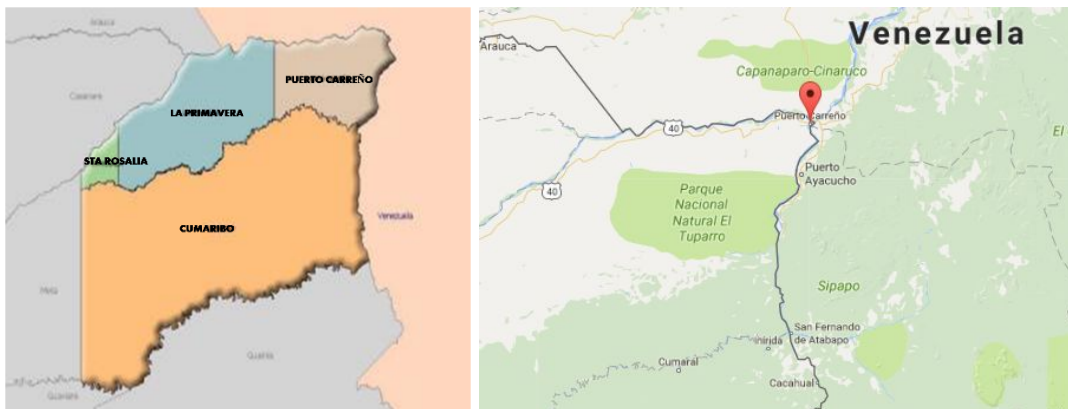 Arauca
Casanare
PUERTO CARREÑO
LA PRIMAVERA
STA ROSALIA
CUMARIBO
Venezuela
Meta
Guainía
Guaviare
Venezuela
Arauca
Capanaparo-Cinaruco
Puerto Carreño
40
El
40
Puerto
Ayacucho
Parque
Nacional
Natural El
Tuparro
Sipapo
San Fernando
de Atabapo
Inírida
Cumaral
Cacahual